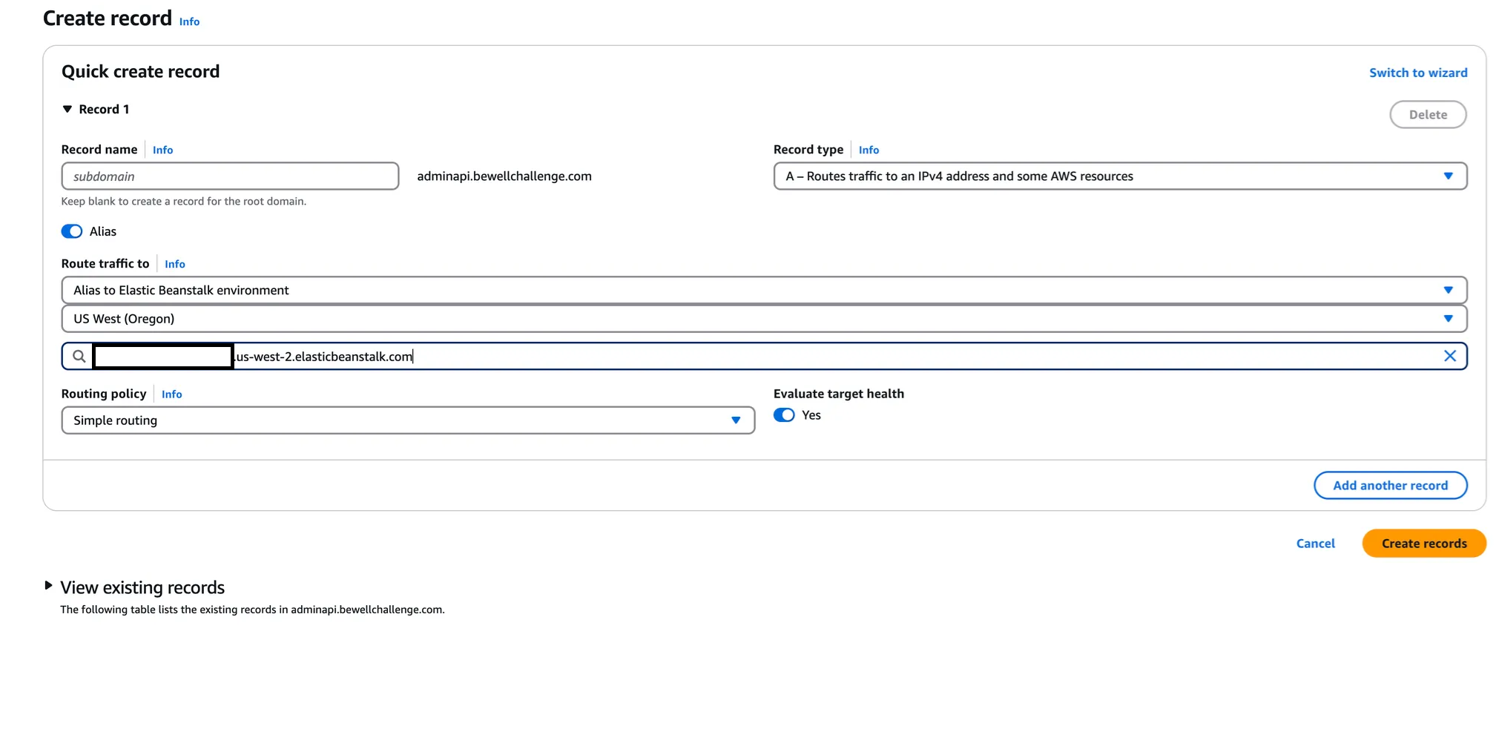 Create record Info
Quick create record
Switch to wizard
Record 1
Delete
Record name Info
Record type Info
subdomain
adminapi.bewellchallenge.com
A – Routes traffic to an IPv4 address and some AWS resources
Keep blank to create a record for the root domain.
Alias
Route traffic to Info
Alias to Elastic Beanstalk environment
US West (Oregon)
.us-west-2.elasticbeanstalk.com
Routing policy Info
Evaluate target health
Simple routing
Yes
Add another record
Cancel
Create records
View existing records
The following table lists the existing records in adminapi.bewellchallenge.com.